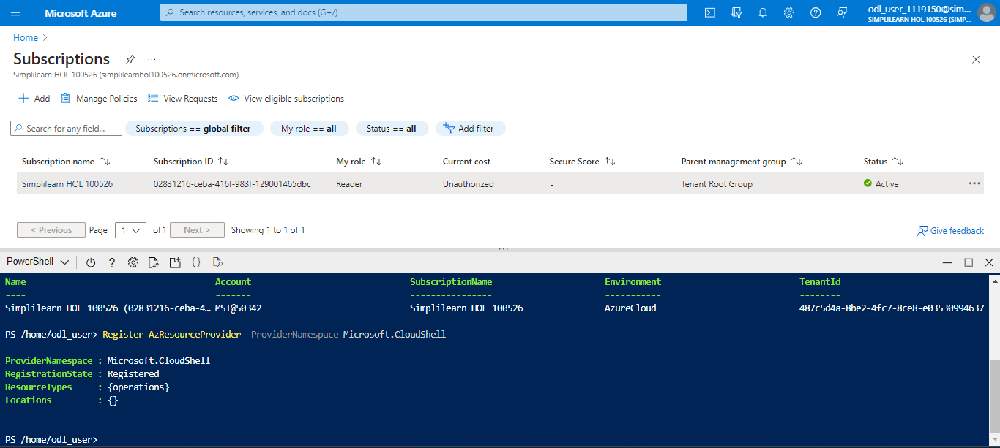 Microsoft Azure
Search resources, services, and docs (G+/)
odl_user_1119150@sim...
SIMPLILEARN HOL 100526 (SIMP...
Home >
Subscriptions
Simplilearn HOL 100526 (simplilearnhol100526.onmicrosoft.com)
Add Manage Policies View Requests View eligible subscriptions
Search for any field... Subscriptions == global filter My role == all Status == all Add filter
Subscription name Subscription ID My role Current cost Secure Score Parent management group Status
Simplilearn HOL 100526 02831216-ceba-416f-983f-129001465dbc Reader Unauthorized - Tenant Root Group Active
< Previous Page 1 of 1 Next > Showing 1 to 1 of 1 Give feedback
PowerShell
Name Account SubscriptionName Environment TenantId
---- ------- ---------------- ----------- --------
Simplilearn HOL 100526 (02831216-ceba-4… MSI@50342 Simplilearn HOL 100526 AzureCloud 487c5d4a-8be2-4fc7-8ce8-e03530994637
PS /home/odl_user> Register-AzResourceProvider -ProviderNamespace Microsoft.CloudShell
ProviderNamespace : Microsoft.CloudShell
RegistrationState : Registered
ResourceTypes : {operations}
Locations : {}
PS /home/odl_user>